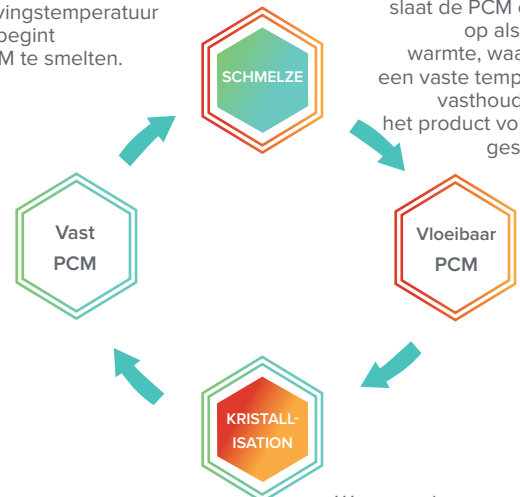 vingstemperatuur
begint
M te smelten.
slaat de PCM
op als
warmte, waa
een vaste temp
vasthoud
het product vo
ges
SCHMELZE
Vast
PCM
Vloeibaar
PCM
KRISTALL-
ISATION